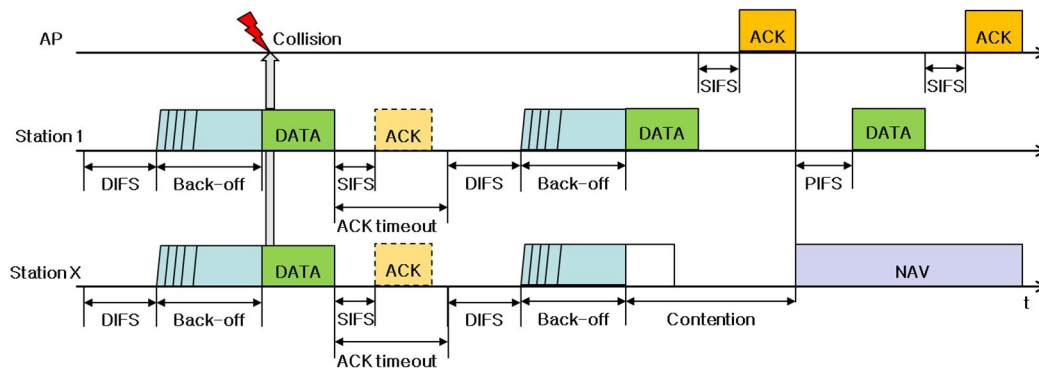 AP
Collision
ACK
ACK
SIFS
SIFS
Station 1
DATA
ACK
DATA
DATA
DIFS
Back-off
SIFS
DIFS
Back-off
PIFS
ACK timeout
Station X
DATA
ACK
NAV
t
DIFS
Back-off
SIFS
DIFS
Back-off
Contention
ACK timeout